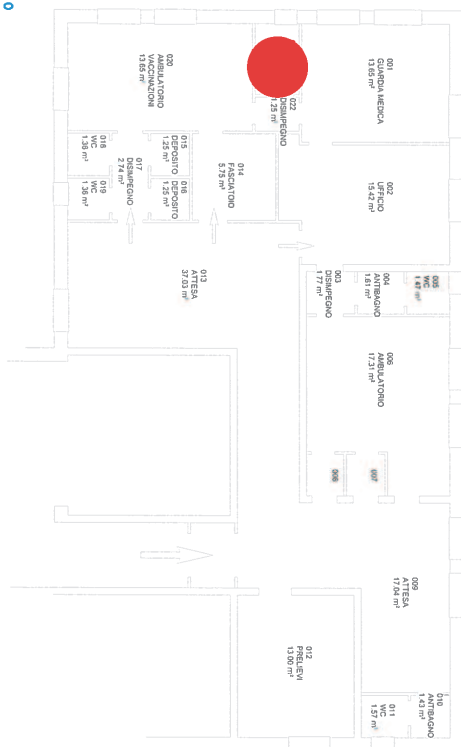 0
020
AMBULATORIO
VACCINAZIONI
13.65 m²
001
GUARDIA MEDICA
13.65 m²
022
DISIMPEGNO
1.25 m²
018
WC
1.36 m²
017
DISIMPEGNO
2.74 m²
015
DEPOSITO
1.25 m²
019
WC
1.36 m²
016
DEPOSITO
1.25 m²
014
FASCIATOIO
5.75 m²
002
UFFICIO
15.42 m²
013
ATTESA
37.03 m²
003
DISIMPEGNO
1.77 m²
004
ANTIBAGNO
1.61 m²
005
WC
1.47 m²
006
AMBULATORIO
17.31 m²
007
009
ATTESA
17.04 m²
012
PRELIEVI
13.00 m²
010
ANTIBAGNO
1.43 m²
011
WC
1.57 m²